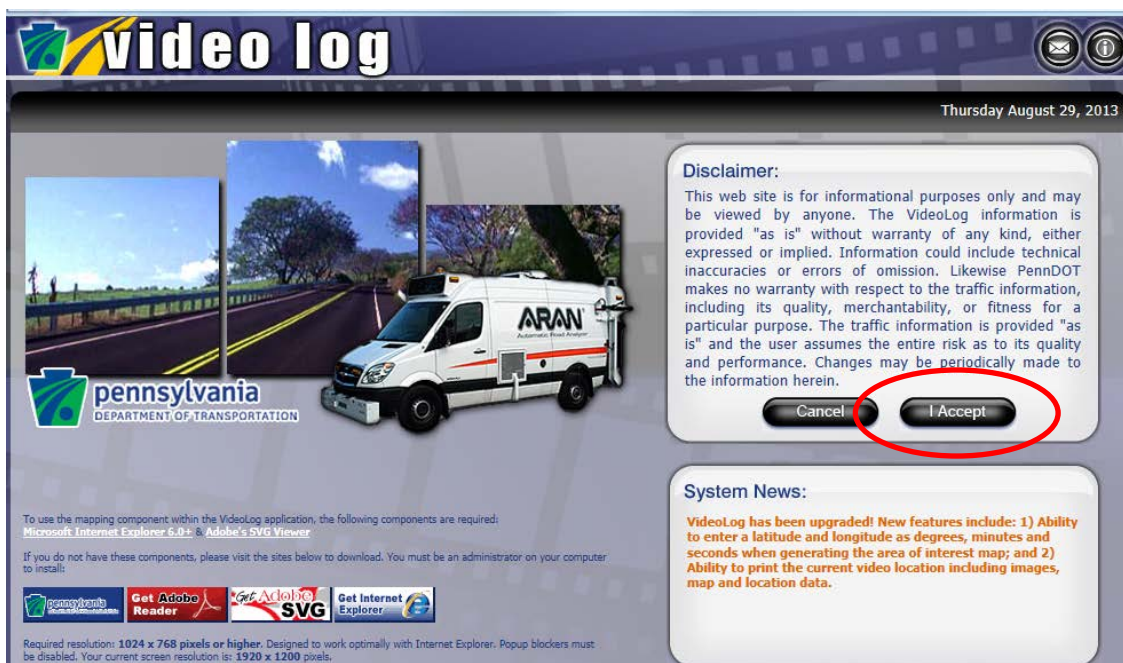 video log
Thursday August 29, 2013
ARAN
Automatic Road Analyzer
pennsylvania
DEPARTMENT OF TRANSPORTATION
Disclaimer:
This web site is for informational purposes only and may
be viewed by anyone. The VideoLog information is
provided "as is" without warranty of any kind, either
expressed or implied. Information could include technical
inaccuracies or errors of omission. Likewise PennDOT
makes no warranty with respect to the traffic information,
including its quality, merchantability, or fitness for a
particular purpose. The traffic information is provided "as
is" and the user assumes the entire risk as to its quality
and performance. Changes may be periodically made to
the information herein.
Cancel
I Accept
To use the mapping component within the VideoLog application, the following components are required:
Microsoft Internet Explorer 6.0+ & Adobe's SVG Viewer
If you do not have these components, please visit the sites below to download. You must be an administrator on your computer
to install:
pennsylvania
Get Adobe
Reader
Get Adobe
SVG
Get Internet
Explorer
Required resolution: 1024 x 768 pixels or higher. Designed to work optimally with Internet Explorer. Popup blockers must
be disabled. Your current screen resolution is: 1920 x 1200 pixels.
System News:
VideoLog has been upgraded! New features include: 1) Ability
to enter a latitude and longitude as degrees, minutes and
seconds when generating the area of interest map; and 2)
Ability to print the current video location including images,
map and location data.